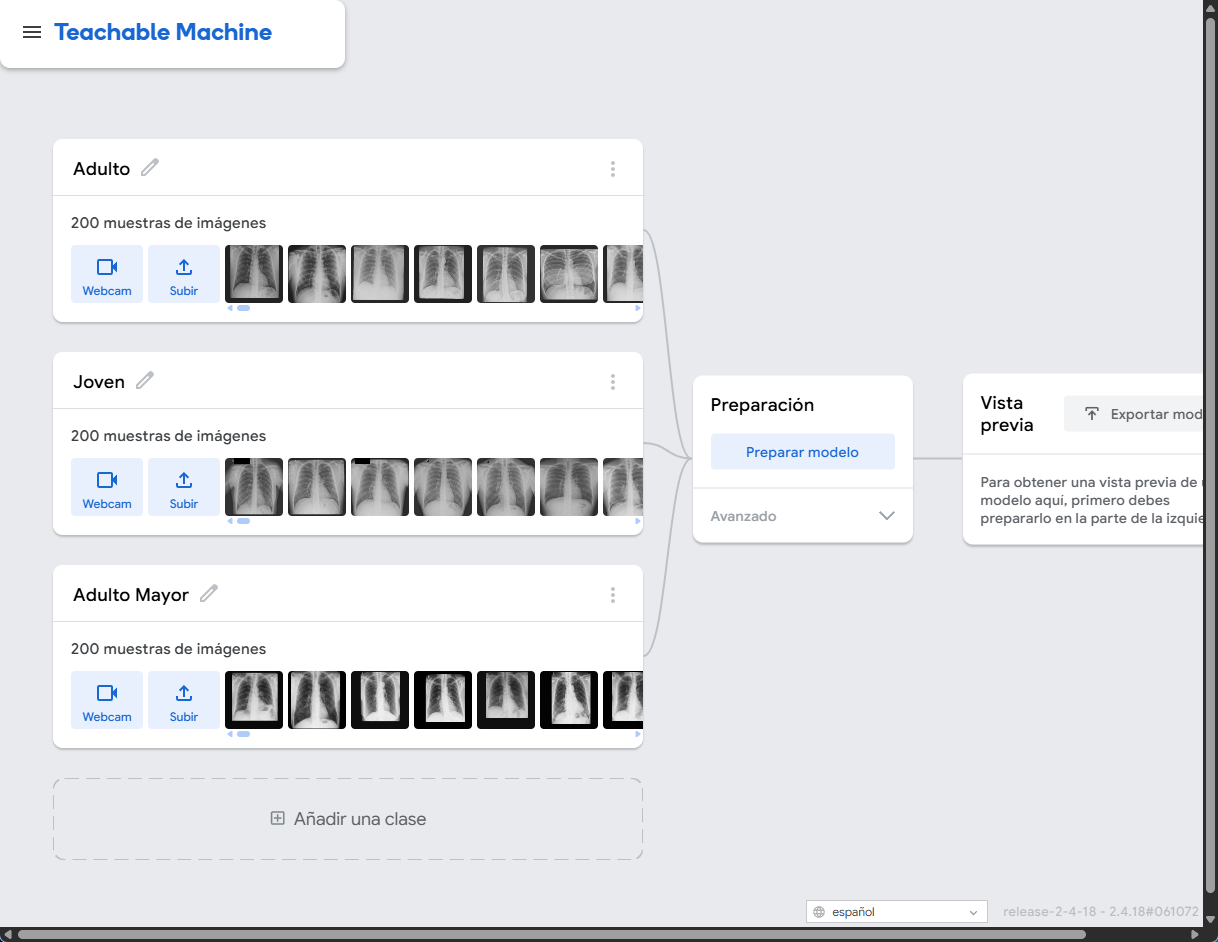 Teachable Machine
Adulto
200 muestras de imágenes
Webcam
Subir
Joven
200 muestras de imágenes
Webcam
Subir
Adulto Mayor
200 muestras de imágenes
Webcam
Subir
Añadir una clase
Preparación
Preparar modelo
Avanzado
Vista
previa
Exportar mod
Para obtener una vista previa de
modelo aquí, primero debes
prepararlo en la parte de la izquie
español
release-2-4-18 - 2.4.18#061072